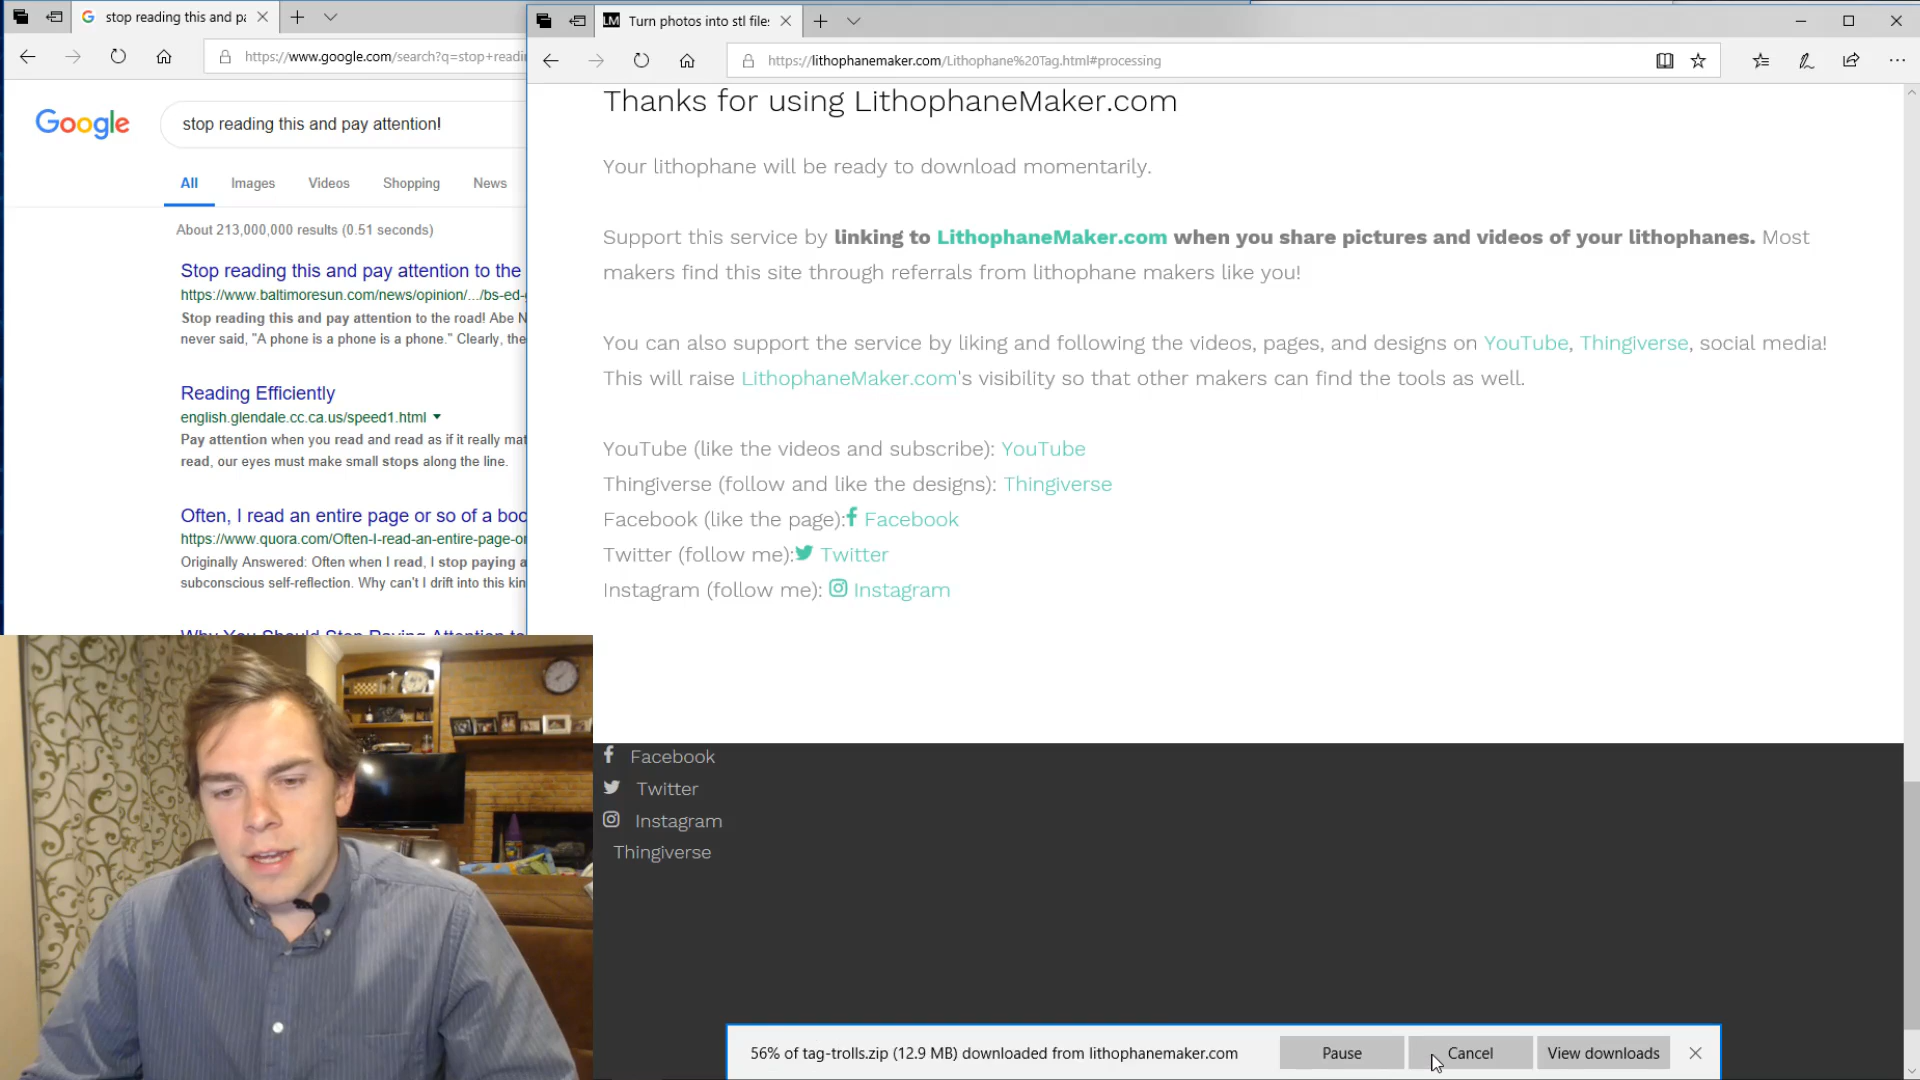 stop reading this and pa
https://www.google.com/search?q=stop+readi
Google
stop reading this and pay attention!
All Images Videos Shopping News
About 213,000,000 results (0.51 seconds)
Stop reading this and pay attention to the
https://www.baltimoresun.com/news/opinion/.../bs-ed-
Stop reading this and pay attention to the road! Abe N
never said, "A phone is a phone is a phone." Clearly, the
Reading Efficiently
english.glendale.cc.ca.us/speed1.html
Pay attention when you read and read as if it really mat
read, our eyes must make small stops along the line.
Often, I read an entire page or so of a boo
https://www.quora.com/Often-I-read-an-entire-page-or
Originally Answered: Often when I read, I stop paying a
subconscious self-reflection. Why can't I drift into this kin
Why You Should Stop Paying Attention to
LM Turn photos into stl files
https://lithophanemaker.com/Lithophane%20Tag.html#processing
Thanks for using LithophaneMaker.com
Your lithophane will be ready to download momentarily.
Support this service by linking to LithophaneMaker.com when you share pictures and videos of your lithophanes. Most
makers find this site through referrals from lithophane makers like you!
You can also support the service by liking and following the videos, pages, and designs on YouTube, Thingiverse, social media!
This will raise LithophaneMaker.com's visibility so that other makers can find the tools as well.
YouTube (like the videos and subscribe): YouTube
Thingiverse (follow and like the designs): Thingiverse
Facebook (like the page): Facebook
Twitter (follow me): Twitter
Instagram (follow me): Instagram
Facebook
Twitter
Instagram
Thingiverse
56% of tag-trolls.zip (12.9 MB) downloaded from lithophanemaker.com Pause Cancel View downloads